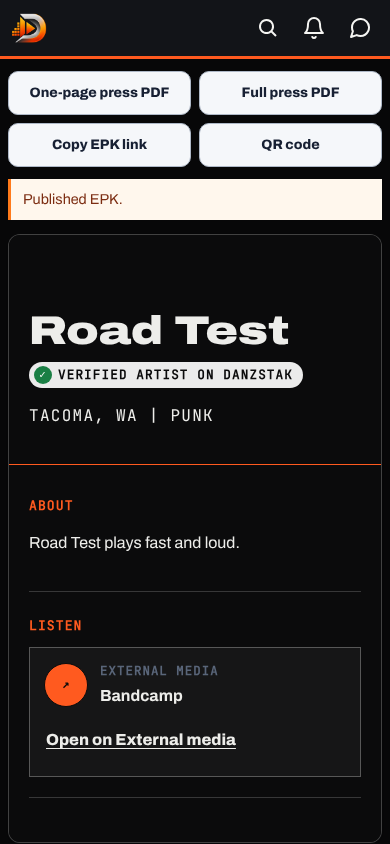 One-page press PDF
Full press PDF
Copy EPK link
QR code
Published EPK.
Road Test
✓ VERIFIED ARTIST ON DANZSTAK
TACOMA, WA | PUNK
ABOUT
Road Test plays fast and loud.
LISTEN
↗
EXTERNAL MEDIA
Bandcamp
Open on External media